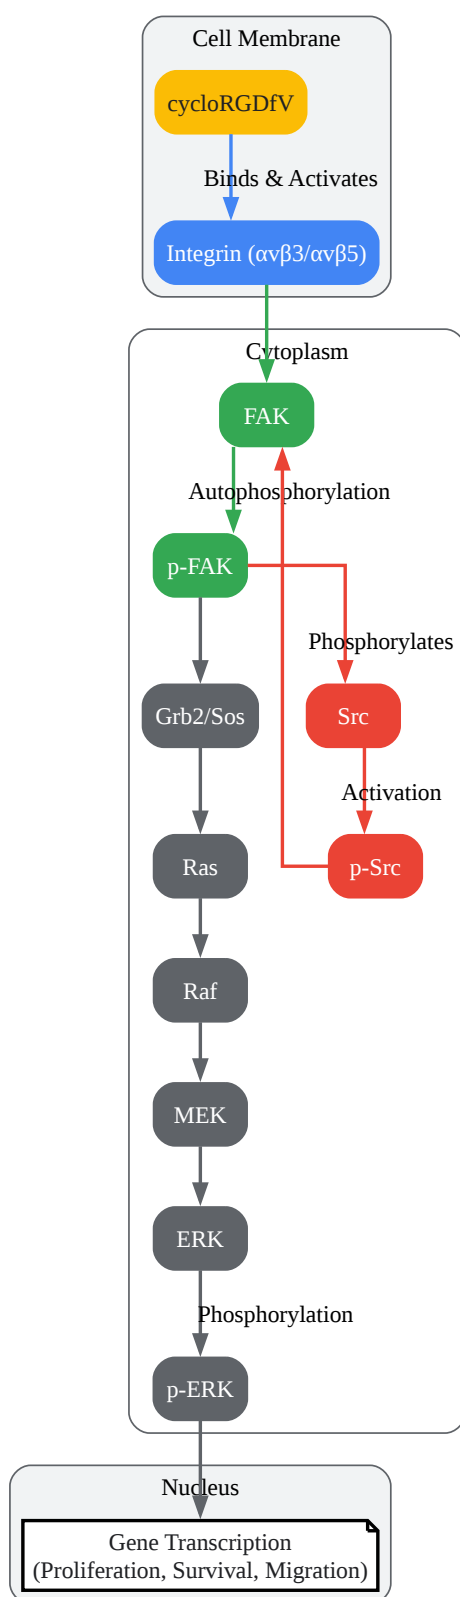 Cell Membrane
cycloRGDfV
Binds & Activates
Integrin (αvβ3/αvβ5)
Cytoplasm
FAK
Autophosphorylation
p-FAK
Phosphorylates
Grb2/Sos
Src
Activation
Ras
p-Src
Raf
MEK
ERK
Phosphorylation
p-ERK
Nucleus
Gene Transcription
(Proliferation, Survival, Migration)